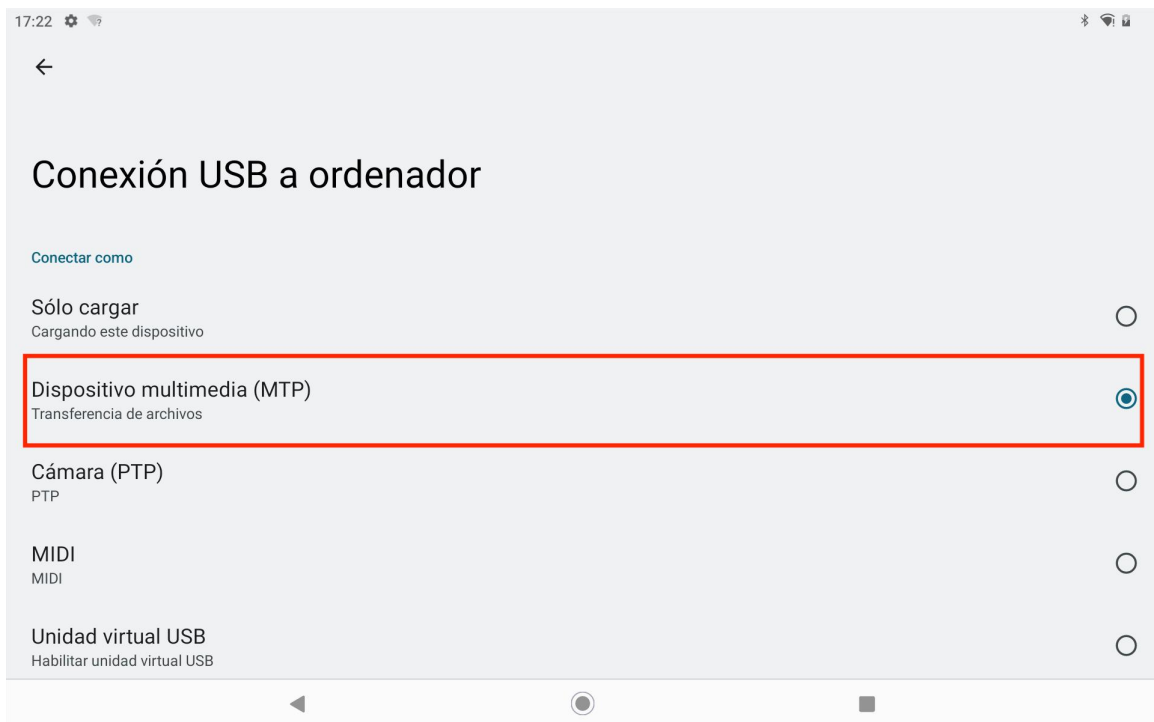 17:22
Conexión USB a ordenador
Conectar como
Sólo cargar
Cargando este dispositivo
Dispositivo multimedia (MTP)
Transferencia de archivos
Cámara (PTP)
PTP
MIDI
MIDI
Unidad virtual USB
Habilitar unidad virtual USB